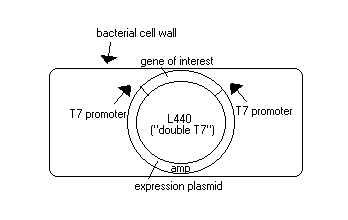 bacterial cell wall
gene of interest
T7 promoter
T7 promoter
L440
("double T7")
amp
expression plasmid